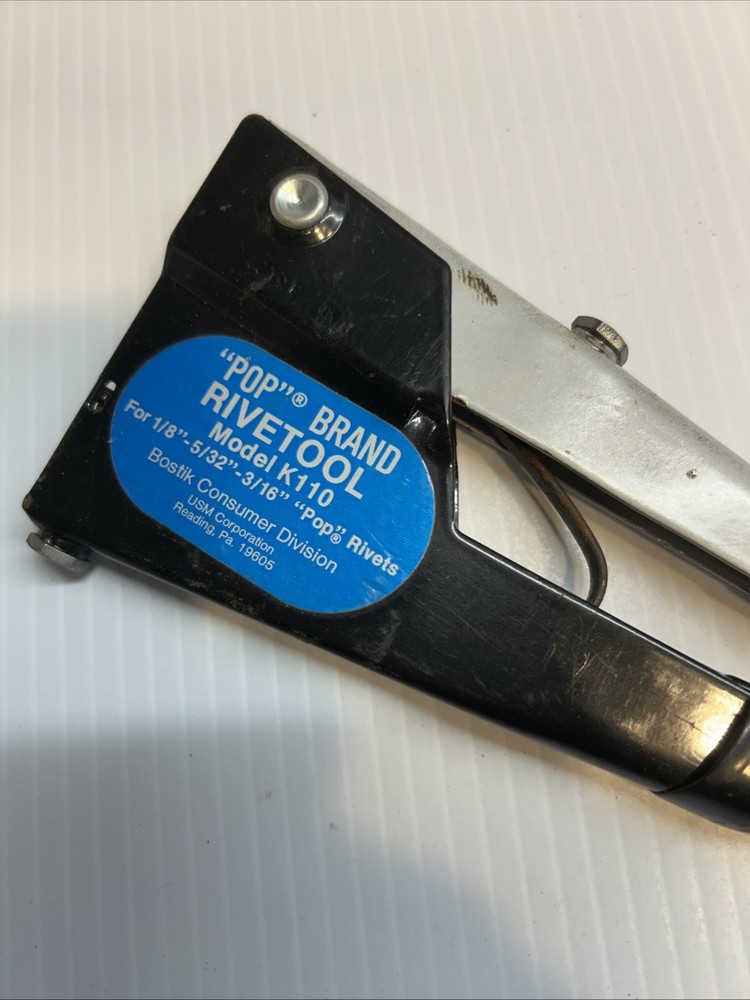 “POP”® BRAND
RIVETOOL
Model K110
For 1/8”-5/32”-3/16” “Pop”® Rivets
Bostik Consumer Division
USM Corporation
Reading, Pa. 19605